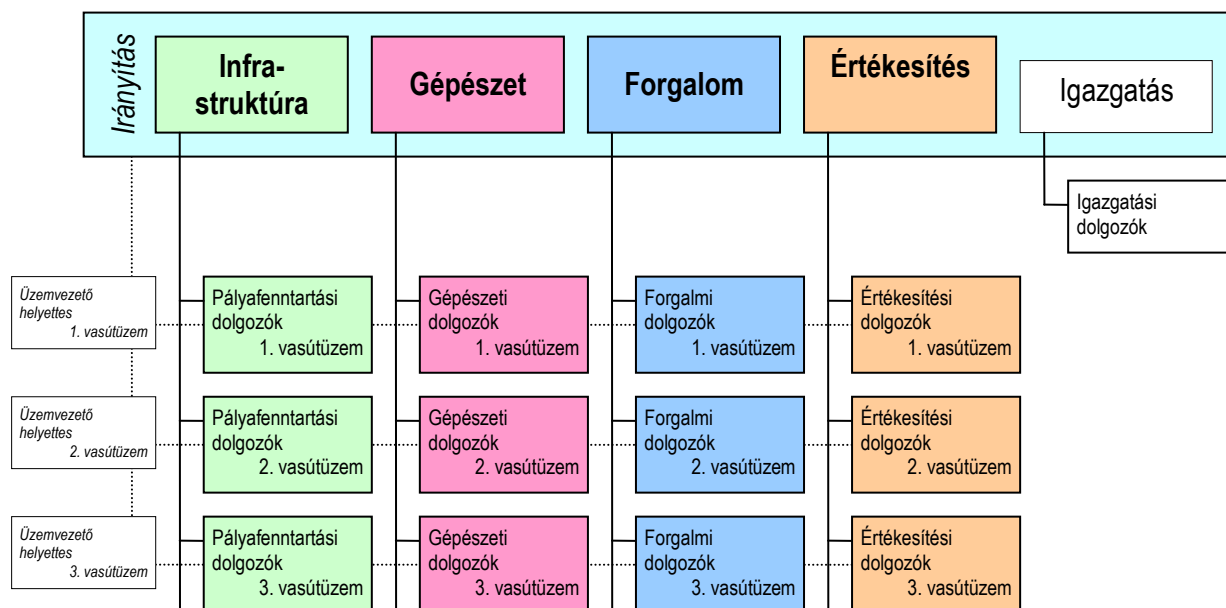 Irányítás
Infra-
struktúra
Gépészet
Forgalom
Értékesítés
Igazgatás
Igazgatási
dolgozók
Üzemvezető
helyettes
1. vasútüzem
Pályafenntartási
dolgozók
1. vasútüzem
Gépészeti
dolgozók
1. vasútüzem
Forgalmi
dolgozók
1. vasútüzem
Értékesítési
dolgozók
1. vasútüzem
Üzemvezető
helyettes
2. vasútüzem
Pályafenntartási
dolgozók
2. vasútüzem
Gépészeti
dolgozók
2. vasútüzem
Forgalmi
dolgozók
2. vasútüzem
Értékesítési
dolgozók
2. vasútüzem
Üzemvezető
helyettes
3. vasútüzem
Pályafenntartási
dolgozók
3. vasútüzem
Gépészeti
dolgozók
3. vasútüzem
Forgalmi
dolgozók
3. vasútüzem
Értékesítési
dolgozók
3. vasútüzem